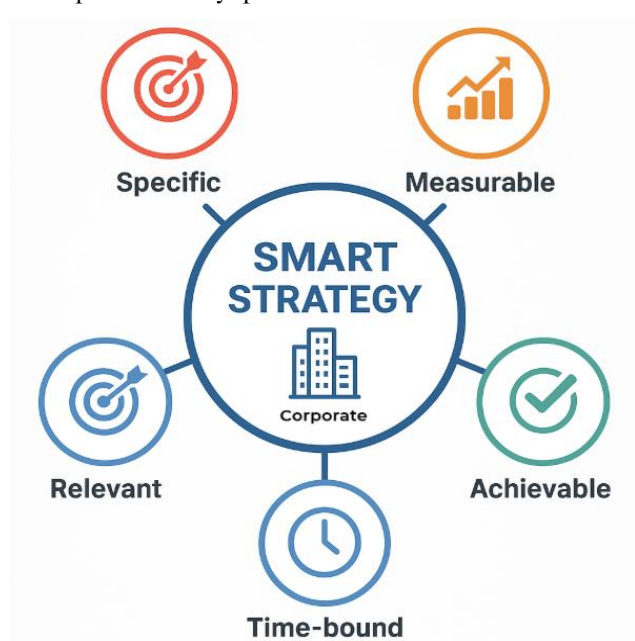 Specific
Measurable
SMART
STRATEGY
Corporate
Relevant
Achievable
Time-bound